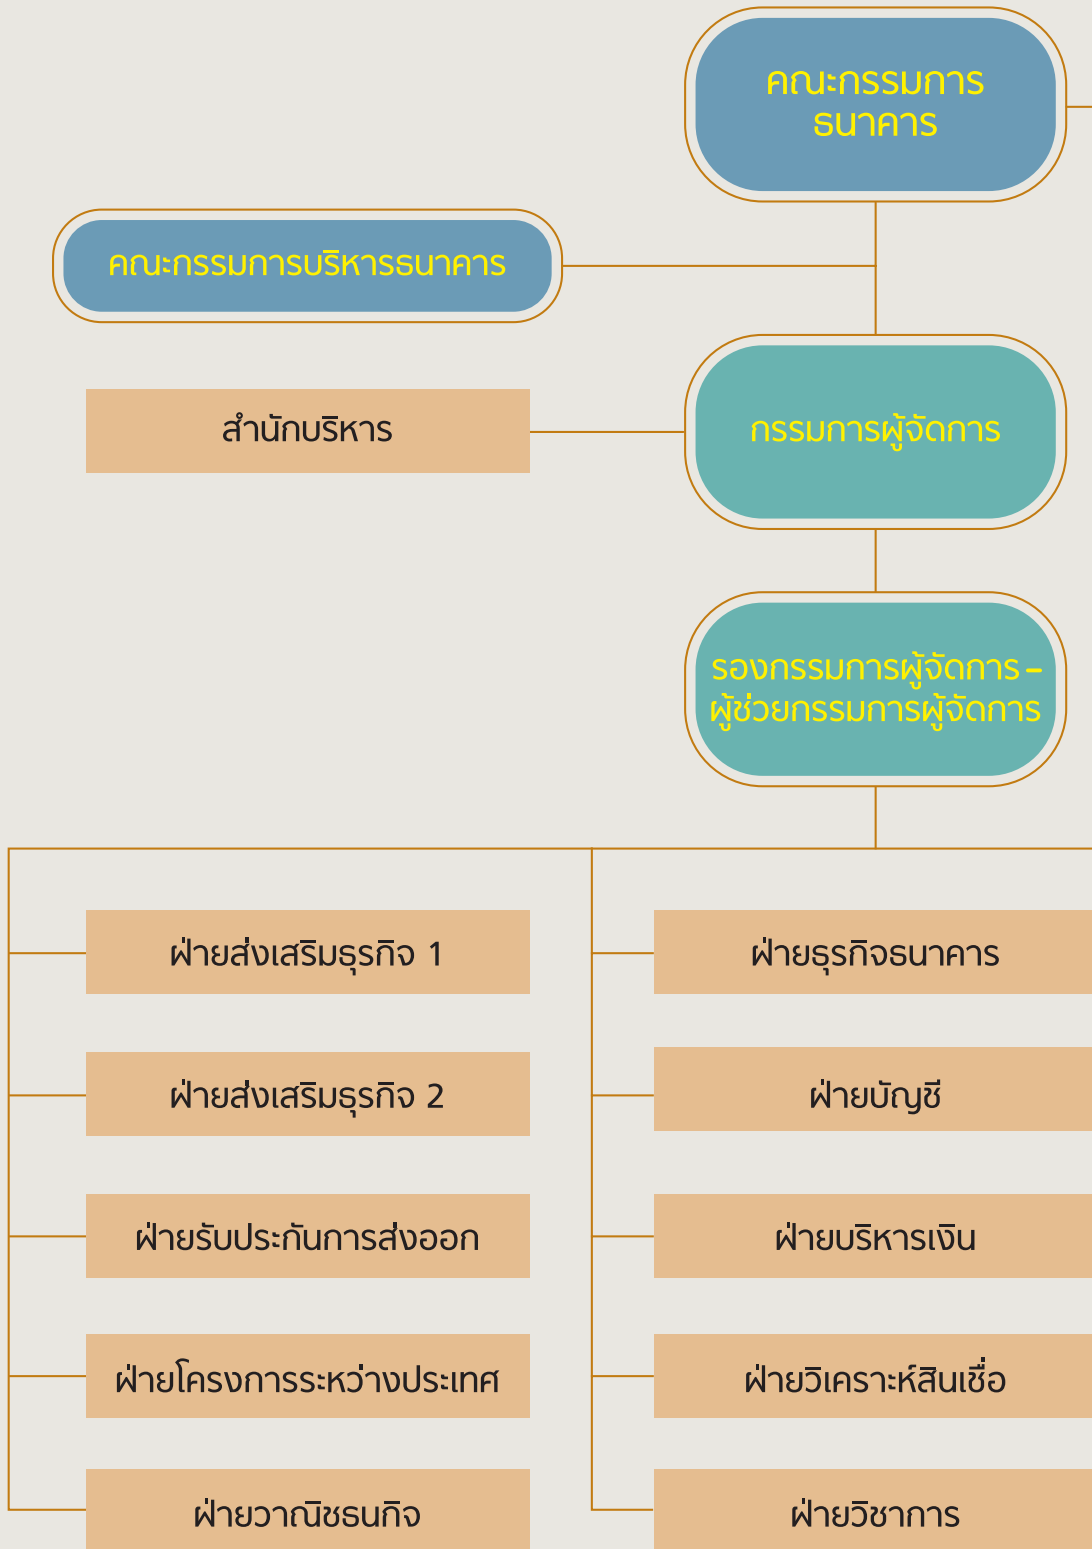 คณะกรรมการ
ธนาคาร
คณะกรรมการบริหารธนาคาร
สำนักบริหาร
กรรมการผู้จัดการ
รองกรรมการผู้จัดการ –
ผู้ช่วยกรรมการผู้จัดการ
ฝ่ายส่งเสริมธุรกิจ 1
ฝ่ายธุรกิจธนาคาร
ฝ่ายส่งเสริมธุรกิจ 2
ฝ่ายบัญชี
ฝ่ายรับประกันการส่งออก
ฝ่ายบริหารเงิน
ฝ่ายโครงการระหว่างประเทศ
ฝ่ายวิเคราะห์สินเชื่อ
ฝ่ายวาณิชธนกิจ
ฝ่ายวิชาการ